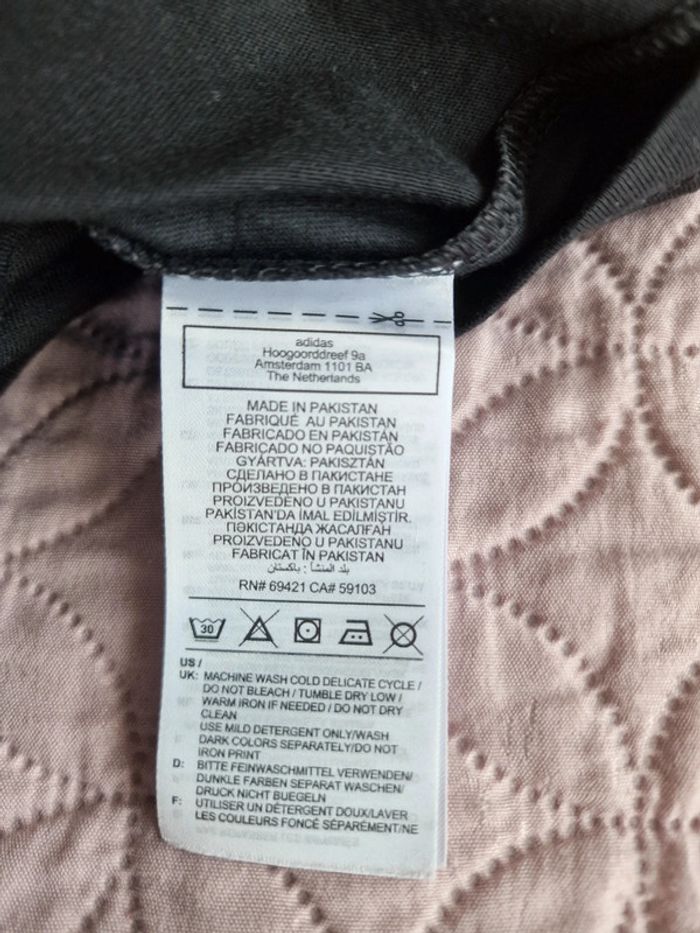 adidas
Hoogoorddreef 9a
Amsterdam 1101 BA
The Netherlands
MADE IN PAKISTAN
FABRIQUÉ AU PAKISTAN
FABRICADO EN PAKISTÁN
FABRICADO NO PAQUISTÃO
GYÁRTVA: PAKISZTÁN
СДЕЛАНО В ПАКИСТАНЕ
ПРОИЗВЕДЕНО В ПАКИСТАН
PROIZVEDENO U PAKISTANU
PAKİSTAN'DA İMAL EDİLMİŞTİR.
ПӘКІСТАНДА ЖАСАЛҒАН
PROIZVEDENO U PAKISTANU
FABRICAT ÎN PAKISTAN
بلد المنشأ : باكستان
RN# 69421 CA# 59103
30
US /
UK: MACHINE WASH COLD DELICATE CYCLE /
DO NOT BLEACH / TUMBLE DRY LOW /
WARM IRON IF NEEDED / DO NOT DRY
CLEAN
USE MILD DETERGENT ONLY/WASH
DARK COLORS SEPARATELY/DO NOT
IRON PRINT
D: BITTE FEINWASCHMITTEL VERWENDEN/
DUNKLE FARBEN SEPARAT WASCHEN/
DRUCK NICHT BUEGELN
F: UTILISER UN DÉTERGENT DOUX/LAVER
LES COULEURS FONCÉ SÉPARÉMENT/NE